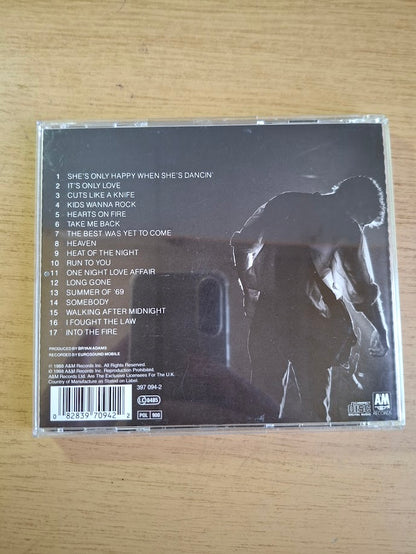 1 SHE'S ONLY HAPPY WHEN SHE'S DANCIN'
2 IT'S ONLY LOVE
3 CUTS LIKE A KNIFE
4 KIDS WANNA ROCK
5 HEARTS ON FIRE
6 TAKE ME BACK
7 THE BEST WAS YET TO COME
8 HEAVEN
9 HEAT OF THE NIGHT
10 RUN TO YOU
11 ONE NIGHT LOVE AFFAIR
12 LONG GONE
13 SUMMER OF '69
14 SOMEBODY
15 WALKING AFTER MIDNIGHT
16 I FOUGHT THE LAW
17 INTO THE FIRE
PRODUCED BY BRYAN ADAMS
RECORDED BY EUROSOUND MOBILE
℗ 1988 A&M Records Inc. All Rights Reserved.
© 1988 A&M Records Inc. Reproduction Prohibited.
A&M Records Ltd. Are The Exclusive Licensees For The U.K.
Country of Manufacture as Stated on Label.
397 094-2
0 82839 70942 2
0485
PGL 908
COMPACT
disc
DIGITAL AUDIO
A&M
RECORDS